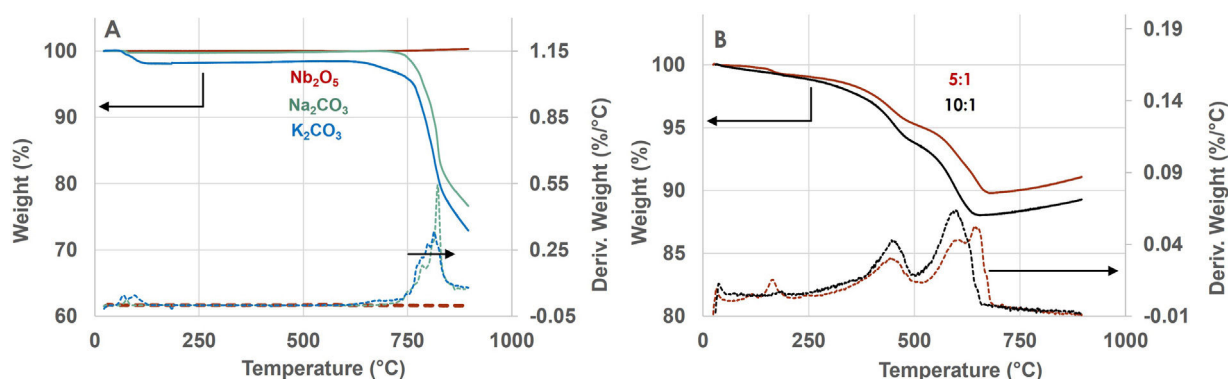 A
Weight (%)
100
90
80
70
60
Nb₂O₅
Na₂CO₃
K₂CO₃
1.15
0.85
0.55
0.25
-0.05
Deriv. Weight (%/°C)
0
250
500
750
1000
Temperature (°C)
B
Weight (%)
100
95
90
85
80
5:1
10:1
0.19
0.14
0.09
0.04
-0.01
Deriv. Weight (%/°C)
0
250
500
750
1000
Temperature (°C)